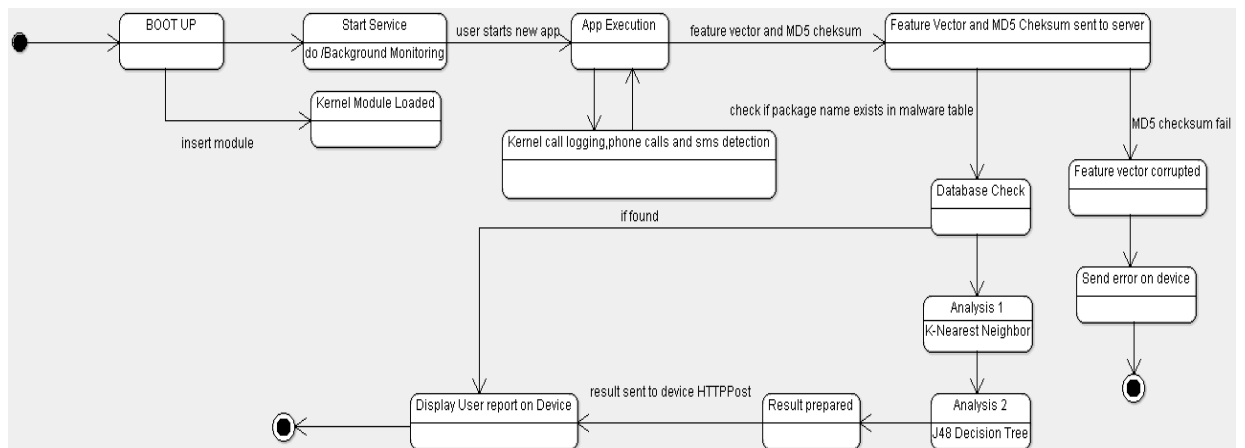 BOOT UP
Start Service
do /Background Monitoring
user starts new app
App Execution
feature vector and MD5 cheksum
Feature Vector and MD5 Cheksum sent to server
Kernel Module Loaded
insert module
Kernel call logging,phone calls and sms detection
check if package name exists in malware table
MD5 checksum fail
Database Check
Feature vector corrupted
if found
Send error on device
Analysis 1
K-Nearest Neighbor
result sent to device HTTPPost
Display User report on Device
Result prepared
Analysis 2
J48 Decision Tree